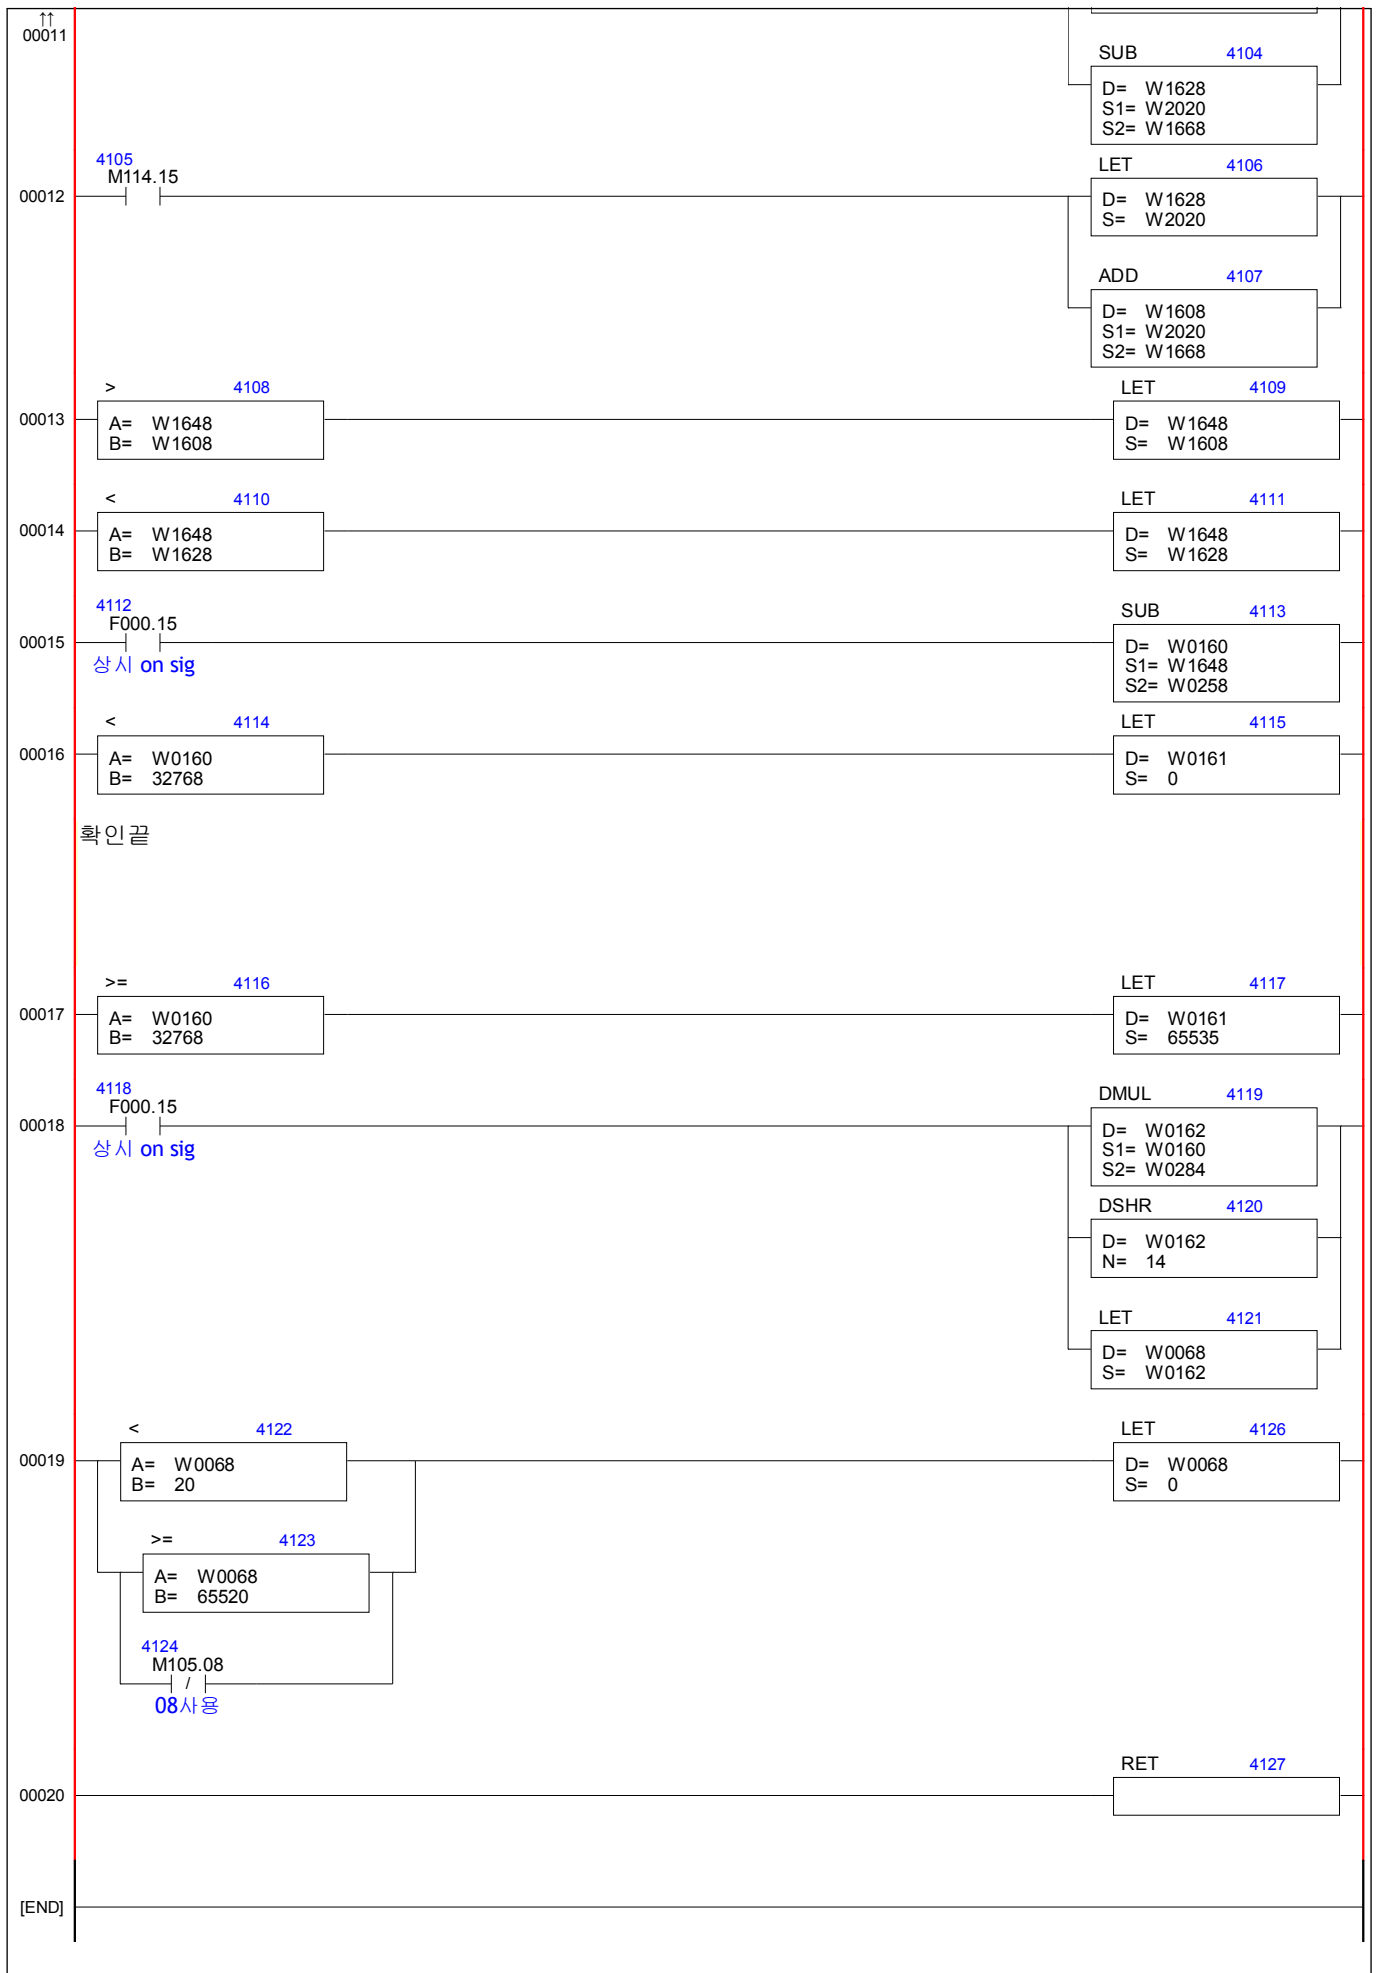 ↑↑
00011
SUB 4104
D= W1628
S1= W2020
S2= W1668
4105
M114.15
LET 4106
00012
D= W1628
S= W2020
ADD 4107
D= W1608
S1= W2020
S2= W1668
> 4108
LET 4109
00013
A= W1648
B= W1608
D= W1648
S= W1608
< 4110
LET 4111
00014
A= W1648
B= W1628
D= W1648
S= W1628
4112
F000.15
SUB 4113
00015
상시 on sig
D= W0160
S1= W1648
S2= W0258
< 4114
LET 4115
00016
A= W0160
B= 32768
D= W0161
S= 0
확인끝
>= 4116
LET 4117
00017
A= W0160
B= 32768
D= W0161
S= 65535
4118
F000.15
DMUL 4119
00018
상시 on sig
D= W0162
S1= W0160
S2= W0284
DSHR 4120
D= W0162
N= 14
LET 4121
D= W0068
S= W0162
< 4122
LET 4126
00019
A= W0068
B= 20
D= W0068
S= 0
>= 4123
A= W0068
B= 65520
4124
M105.08
/
08사용
RET 4127
00020
[END]